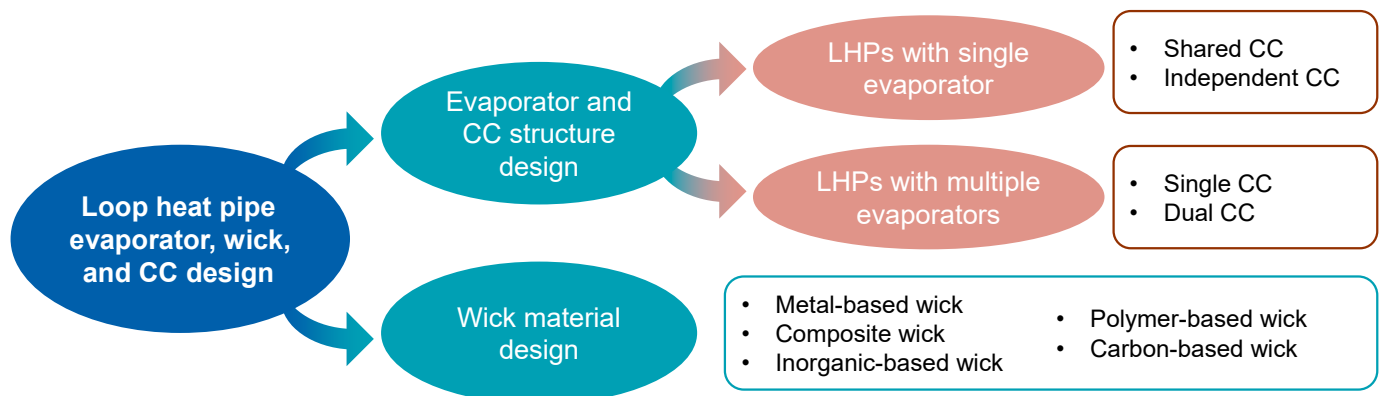 Loop heat pipe
evaporator, wick,
and CC design
Evaporator and
CC structure
design
LHPs with single
evaporator
• Shared CC
• Independent CC
LHPs with multiple
evaporators
• Single CC
• Dual CC
Wick material
design
• Metal-based wick
• Composite wick
• Inorganic-based wick
• Polymer-based wick
• Carbon-based wick